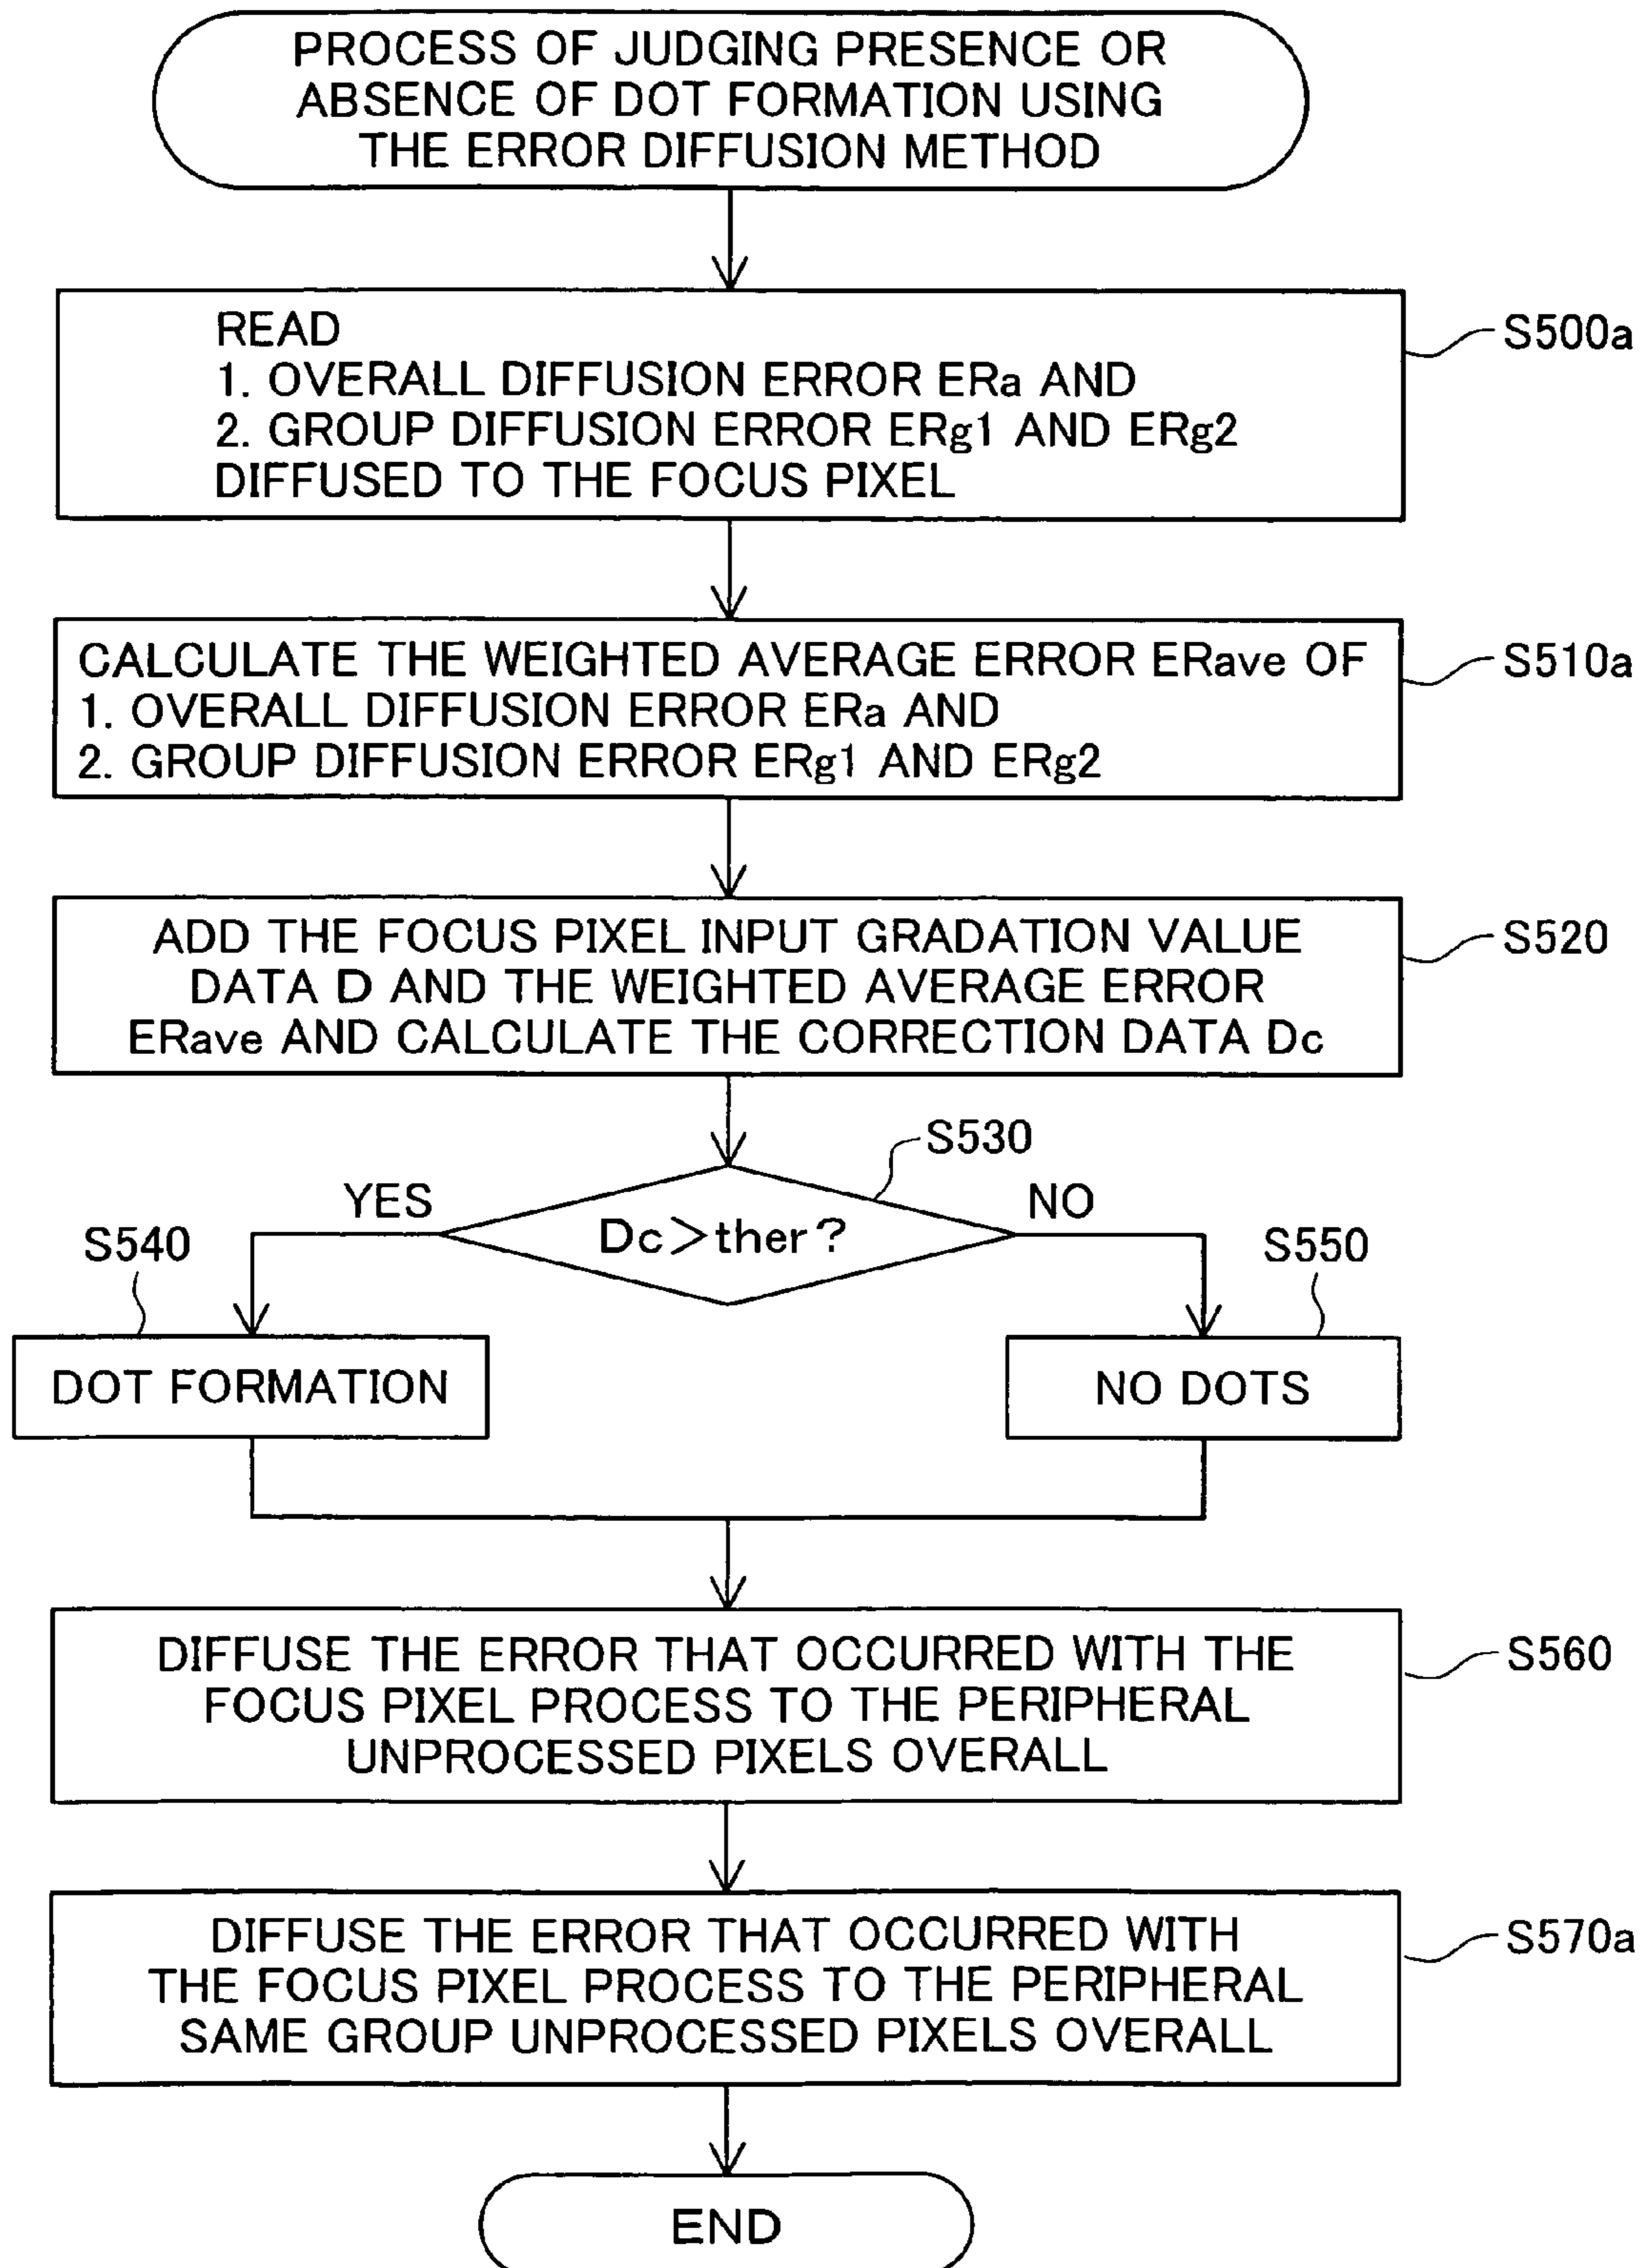 PROCESS OF JUDGING PRESENCE OR
ABSENCE OF DOT FORMATION USING
THE ERROR DIFFUSION METHOD
READ
1. OVERALL DIFFUSION ERROR ERa AND
2. GROUP DIFFUSION ERROR ERg1 AND ERg2
DIFFUSED TO THE FOCUS PIXEL
S500a
CALCULATE THE WEIGHTED AVERAGE ERROR ERave OF
1. OVERALL DIFFUSION ERROR ERa AND
2. GROUP DIFFUSION ERROR ERg1 AND ERg2
S510a
ADD THE FOCUS PIXEL INPUT GRADATION VALUE
DATA D AND THE WEIGHTED AVERAGE ERROR
ERave AND CALCULATE THE CORRECTION DATA Dc
S520
S530
YES
Dc>ther?
NO
S540
S550
DOT FORMATION
NO DOTS
DIFFUSE THE ERROR THAT OCCURRED WITH THE
FOCUS PIXEL PROCESS TO THE PERIPHERAL
UNPROCESSED PIXELS OVERALL
S560
DIFFUSE THE ERROR THAT OCCURRED WITH
THE FOCUS PIXEL PROCESS TO THE PERIPHERAL
SAME GROUP UNPROCESSED PIXELS OVERALL
S570a
END